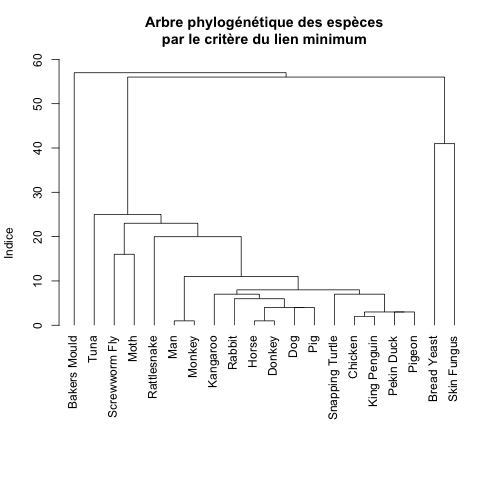 Arbre phylogénétique des espèces
par le critère du lien minimum
Indice
60
50
40
30
20
10
0
Bakers Mould
Tuna
Screwworm Fly
Moth
Rattlesnake
Man
Monkey
Kangaroo
Rabbit
Horse
Donkey
Dog
Pig
Snapping Turtle
Chicken
King Penguin
Pekin Duck
Pigeon
Bread Yeast
Skin Fungus